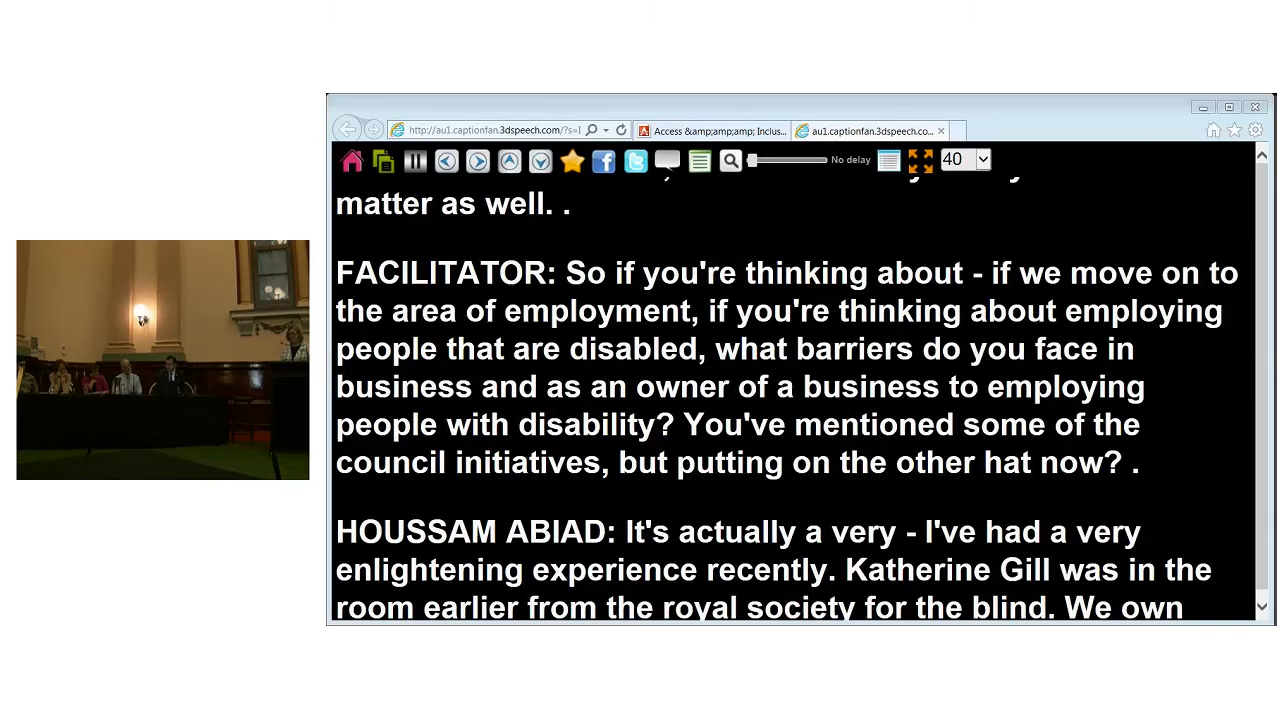 http://au1.captionfan.3dspeech.com/?s=
Access &amp;amp;amp; Inclus...
au1.captionfan.3dspeech.co...
No delay
40
matter as well. .
FACILITATOR: So if you're thinking about - if we move on to
the area of employment, if you're thinking about employing
people that are disabled, what barriers do you face in
business and as an owner of a business to employing
people with disability? You've mentioned some of the
council initiatives, but putting on the other hat now? .
HOUSSAM ABIAD: It's actually a very - I've had a very
enlightening experience recently. Katherine Gill was in the
room earlier from the royal society for the blind. We own